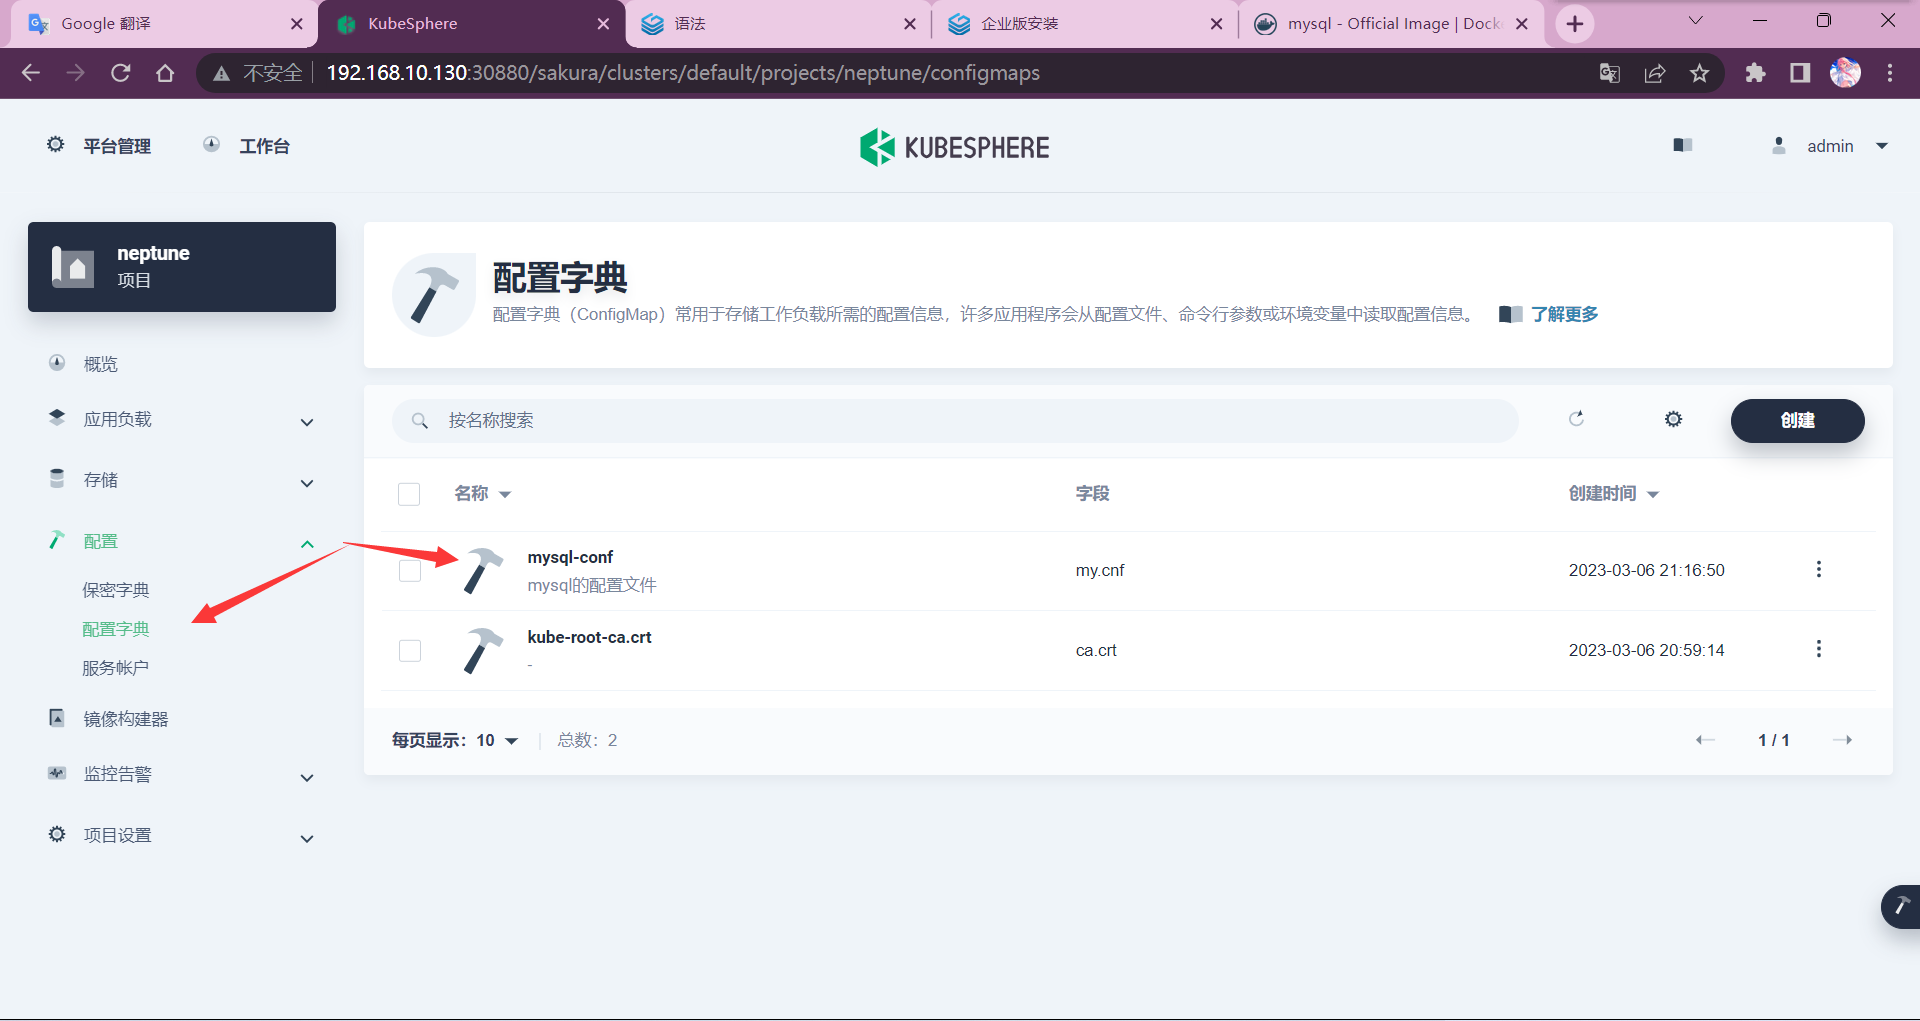 Google 翻译
KubeSphere
语法
企业版安装
mysql - Official Image | Dock
不安全
192.168.10.130:30880/sakura/clusters/default/projects/neptune/configmaps
平台管理
工作台
KUBESPHERE
admin
neptune
项目
配置字典
配置字典（ConfigMap）常用于存储工作负载所需的配置信息，许多应用程序会从配置文件、命令行参数或环境变量中读取配置信息。
了解更多
概览
应用负载
存储
配置
保密字典
配置字典
服务帐户
镜像构建器
监控告警
项目设置
按名称搜索
创建
名称
字段
创建时间
mysql-conf
mysql的配置文件
my.cnf
2023-03-06 21:16:50
kube-root-ca.crt
-
ca.crt
2023-03-06 20:59:14
每页显示：10
总数：2
1 / 1